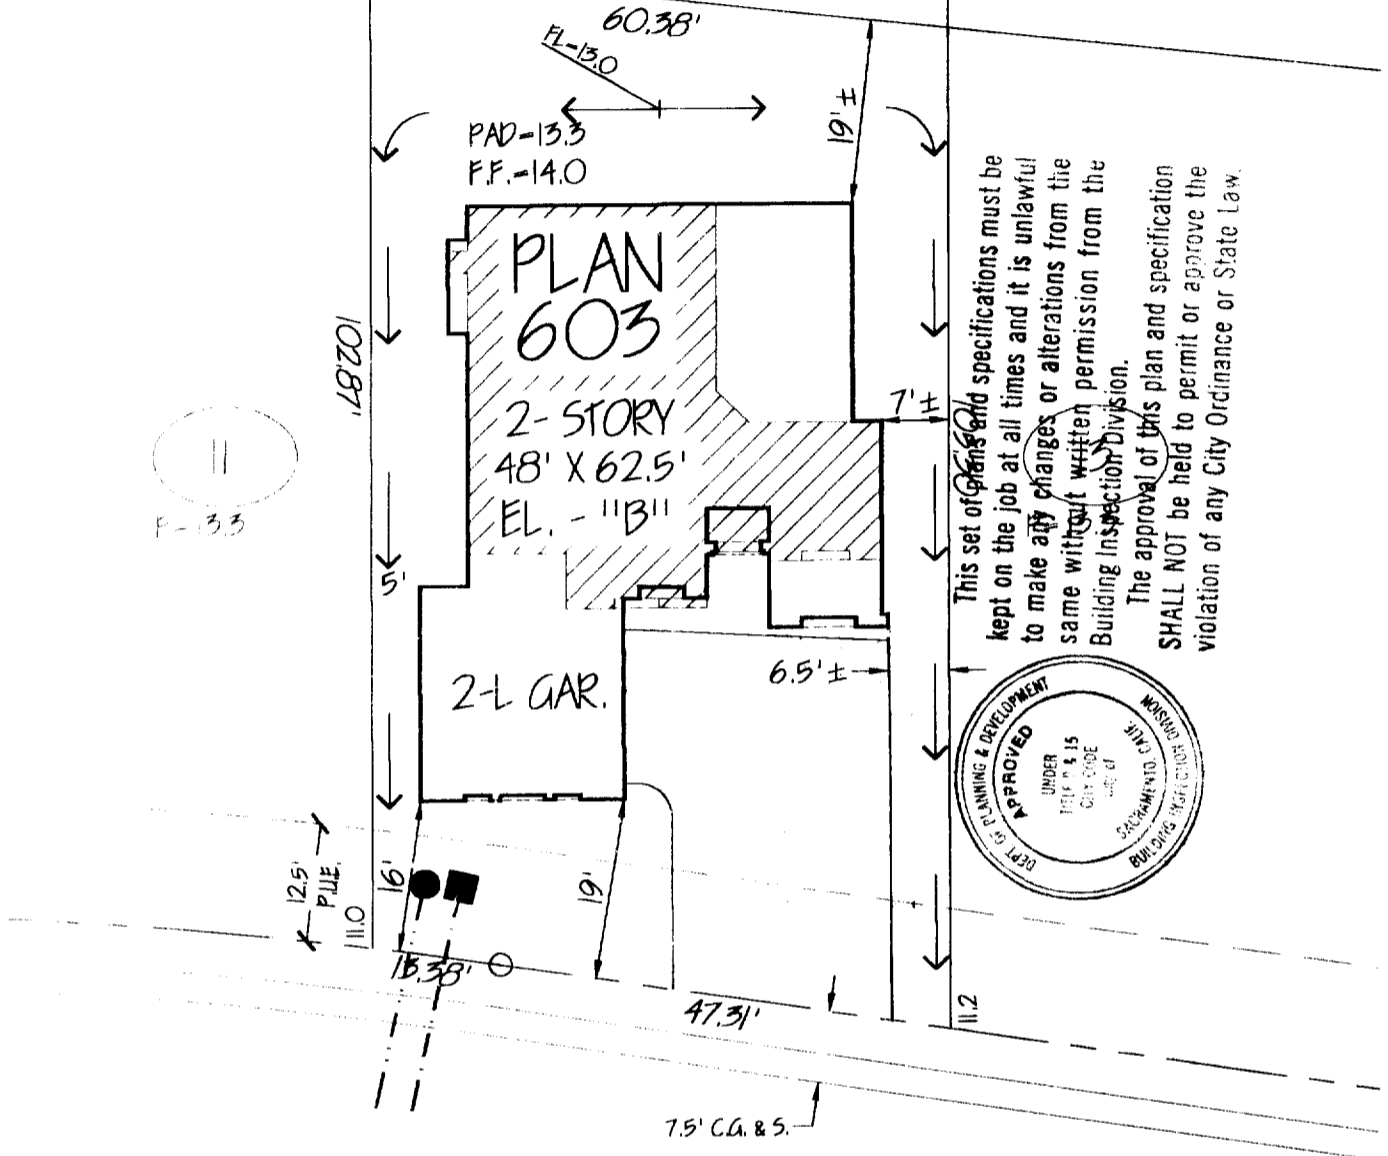 60.38'
FL-13.0
19' ±
PAD-13.3
F.F.-14.0
PLAN
603
2-STORY
48' X 62.5'
EL. - "B"
102.87'
7' ±
11
5'
2-L GAR.
6.5' ±
12.5'
P.U.E.
11.0
16'
19'
13.38'
47.31'
11.2
7.5' C.G. & S.
This set of plans and specifications must be
kept on the job at all times and it is unlawful
to make any changes or alterations from the
same without written permission from the
Building Inspection Division.
The approval of this plan and specification
SHALL NOT be held to permit or approve the
violation of any City Ordinance or State Law.
DEPT OF PLANNING & DEVELOPMENT
APPROVED
UNDER
TITLE & 15
CITY CODE
City of
SACRAMENTO, CALIF.
BUILDING INSPECTION DIVISION